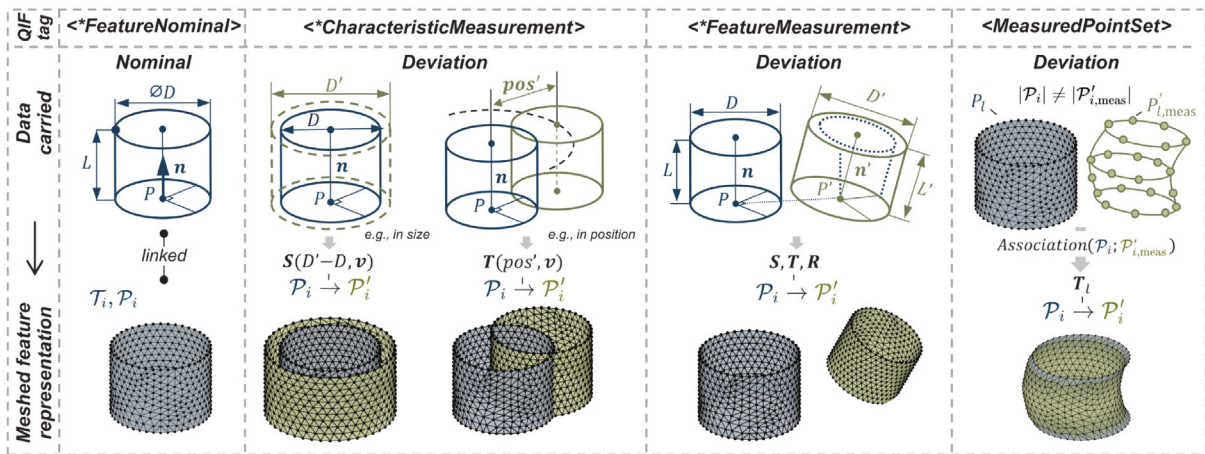 QIF tag
<*FeatureNominal>
<*CharacteristicMeasurement>
<*FeatureMeasurement>
<MeasuredPointSet>
Data carried
Nominal
∅D
L
n
P
linked
Deviation
D'
D
n
P
e.g., in size
S(D'−D, v)
𝒫i → 𝒫'i
pos'
n
P
e.g., in position
T(pos', v)
𝒫i → 𝒫'i
Deviation
D
L
n
P
D'
n'
L'
P'
S, T, R
𝒫i → 𝒫'i
Deviation
|𝒫i| ≠ |𝒫'i,meas|
Pl
P'l,meas
Association(𝒫i; 𝒫'i,meas)
Tl
𝒫i → 𝒫'i
Meshed feature representation
𝒯i, 𝒫i